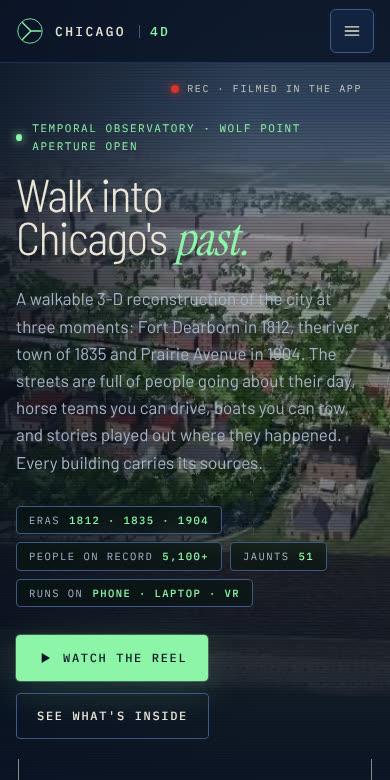 CHICAGO | 4D
REC · FILMED IN THE APP
TEMPORAL OBSERVATORY · WOLF POINT
APERTURE OPEN
Walk into
Chicago's past.
A walkable 3-D reconstruction of the city at
three moments: Fort Dearborn in 1812, the river
town of 1835 and Prairie Avenue in 1904. The
streets are full of people going about their day,
horse teams you can drive, boats you can row,
and stories played out where they happened.
Every building carries its sources.
ERAS 1812 · 1835 · 1904
PEOPLE ON RECORD 5,100+ JAUNTS 51
RUNS ON PHONE · LAPTOP · VR
WATCH THE REEL
SEE WHAT'S INSIDE